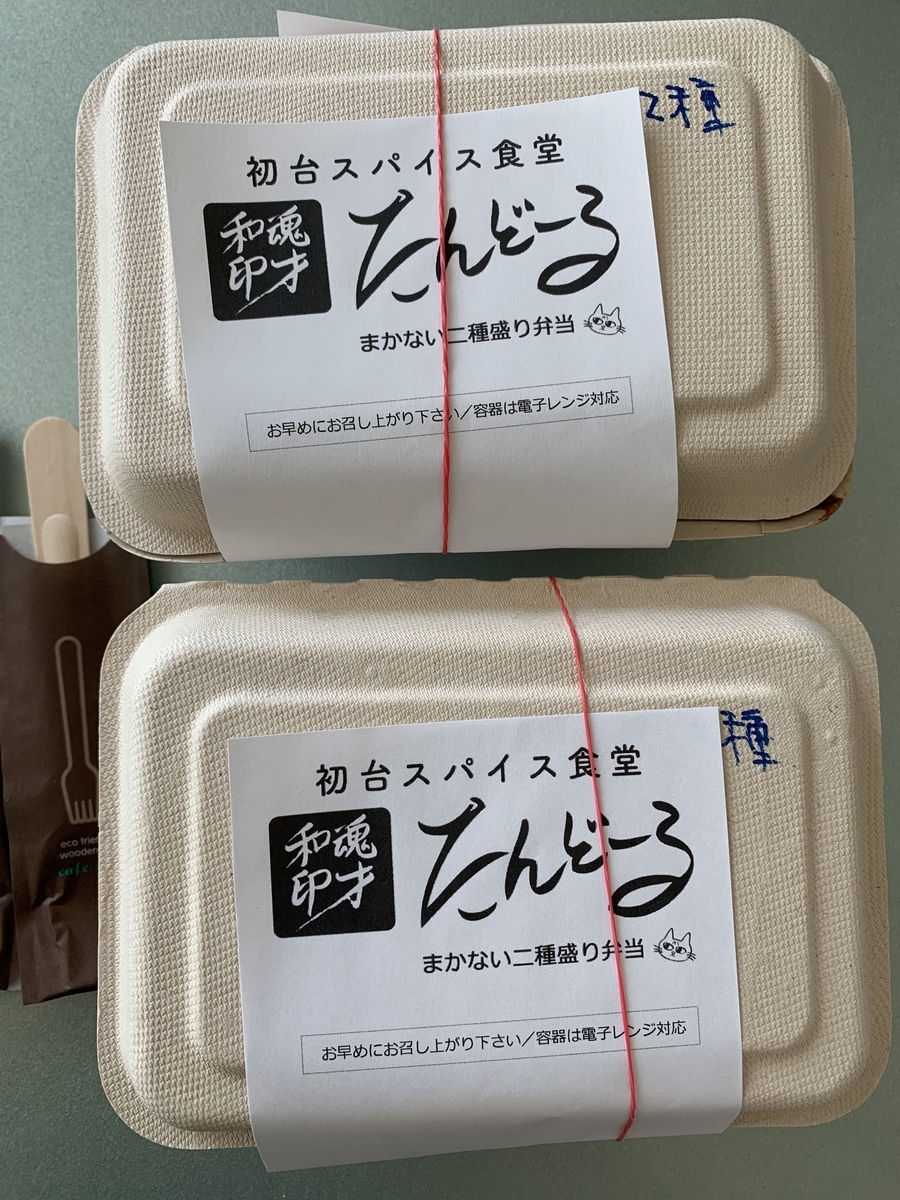 2種
初台スパイス食堂
和魂
印才
たんどーる
まかない二種盛り弁当
お早めにお召し上がり下さい/容器は電子レンジ対応
種
初台スパイス食堂
和魂
印才
たんどーる
まかない二種盛り弁当
お早めにお召し上がり下さい/容器は電子レンジ対応
eco
wooden
cafe